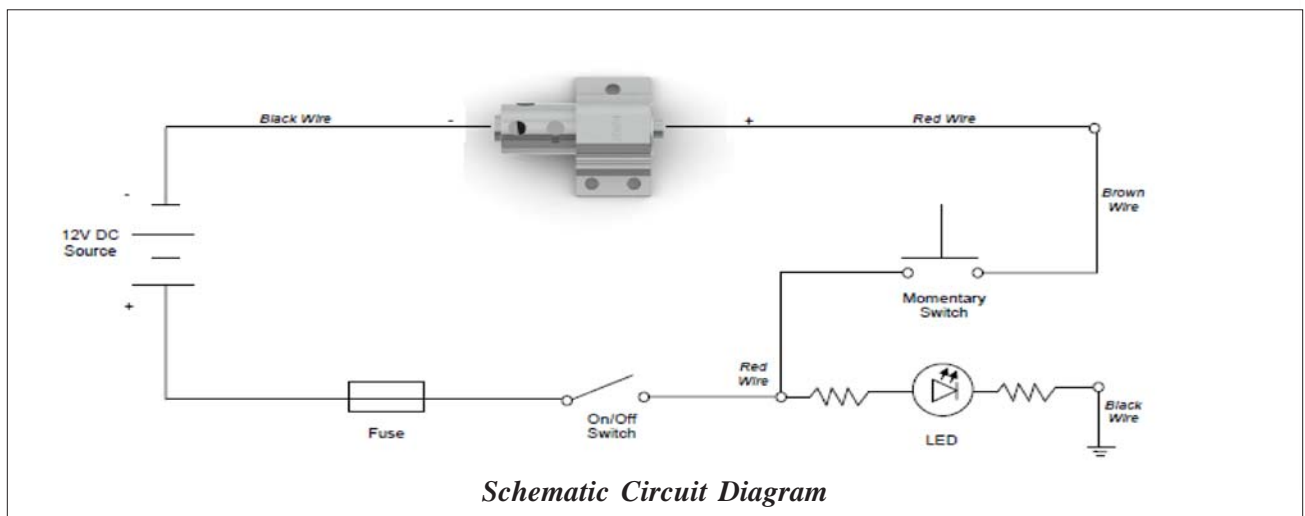 Black Wire
-
+
Red Wire
Brown
Wire
-
12V DC
Source
+
Momentary
Switch
Red
Wire
Fuse
On/Off
Switch
LED
Black
Wire
Schematic Circuit Diagram